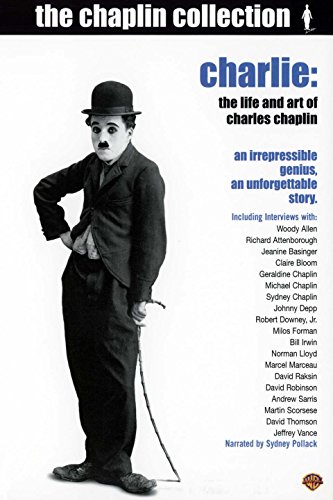 the chaplin collection
charlie:
the life and art of
charles chaplin
an irrepressible
genius,
an unforgettable
story.
Including Interviews with:
Woody Allen
Richard Attenborough
Jeanine Basinger
Claire Bloom
Geraldine Chaplin
Michael Chaplin
Sydney Chaplin
Johnny Depp
Robert Downey, Jr.
Milos Forman
Bill Irwin
Norman Lloyd
Marcel Marceau
David Raksin
David Robinson
Andrew Sarris
Martin Scorsese
David Thomson
Jeffrey Vance
Narrated by Sydney Pollack